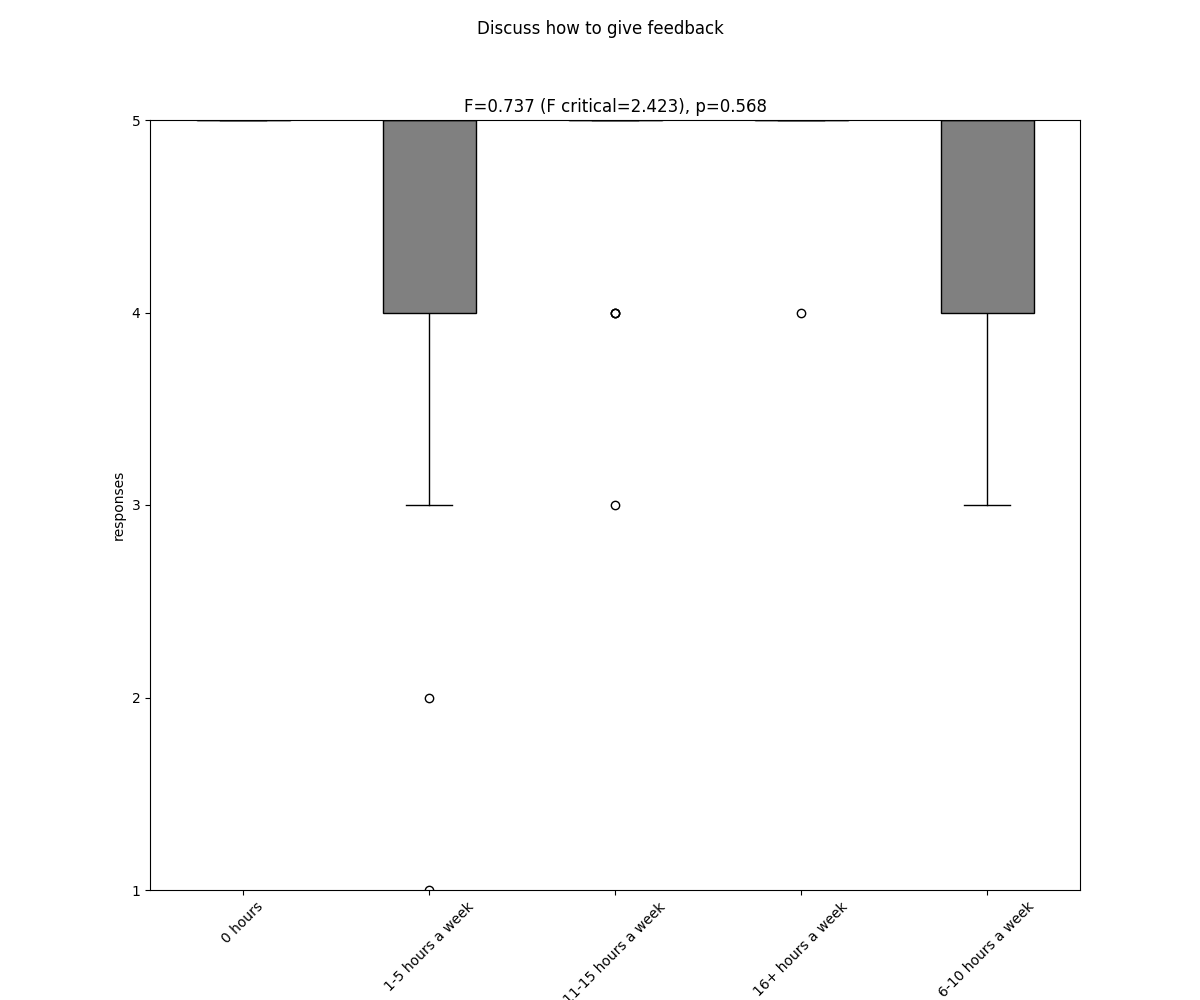 Discuss how to give feedback
F=0.737 (F critical=2.423), p=0.568
5
4
3
2
1
responses
0 hours
1-5 hours a week
11-15 hours a week
16+ hours a week
6-10 hours a week